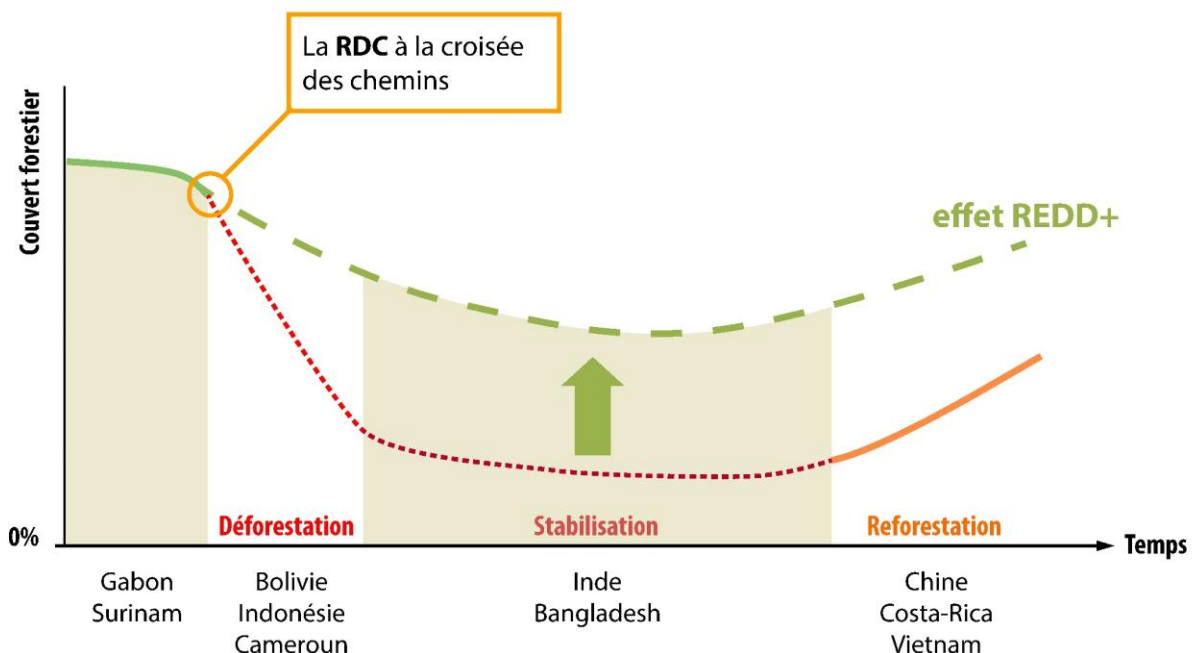 La RDC à la croisée
des chemins
Couvert forestier
effet REDD+
0%
Déforestation
Stabilisation
Reforestation
Temps
Gabon
Surinam
Bolivie
Indonésie
Cameroun
Inde
Bangladesh
Chine
Costa-Rica
Vietnam